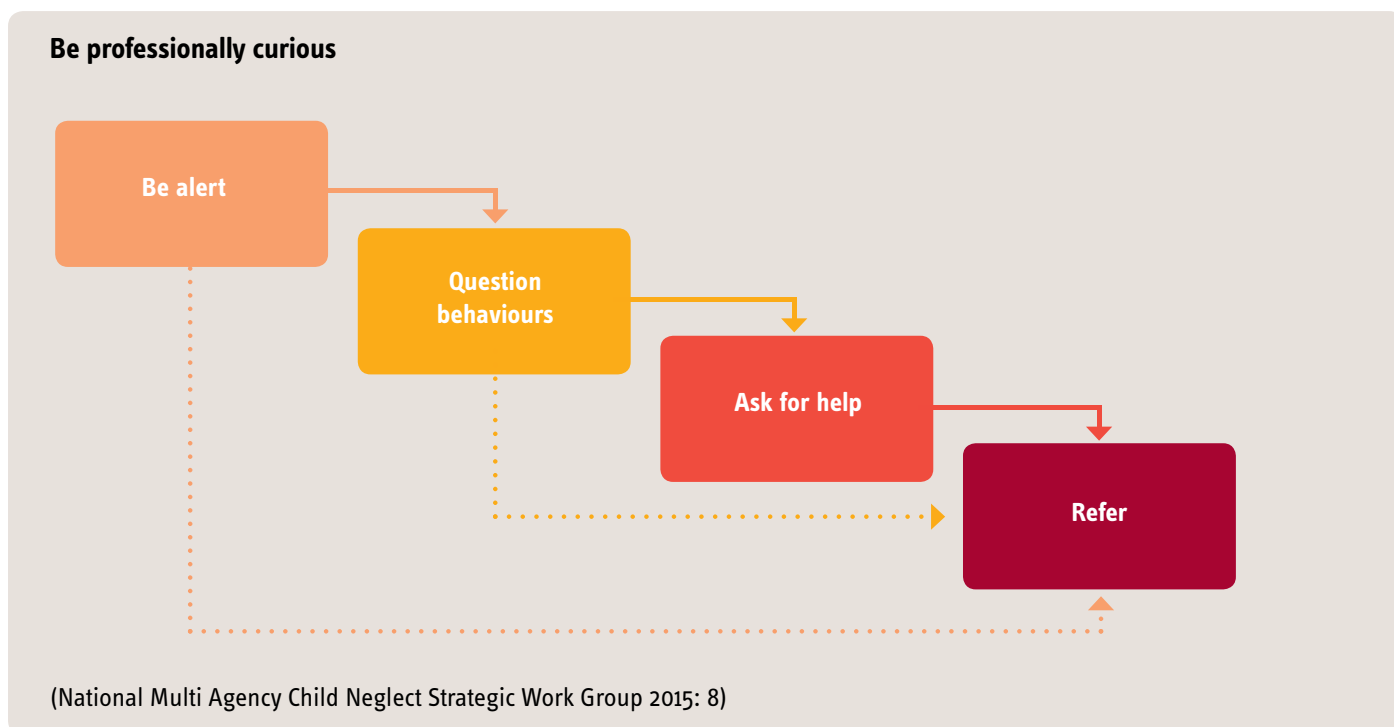 Be professionally curious
Be alert
Question
behaviours
Ask for help
Refer
(National Multi Agency Child Neglect Strategic Work Group 2015: 8)